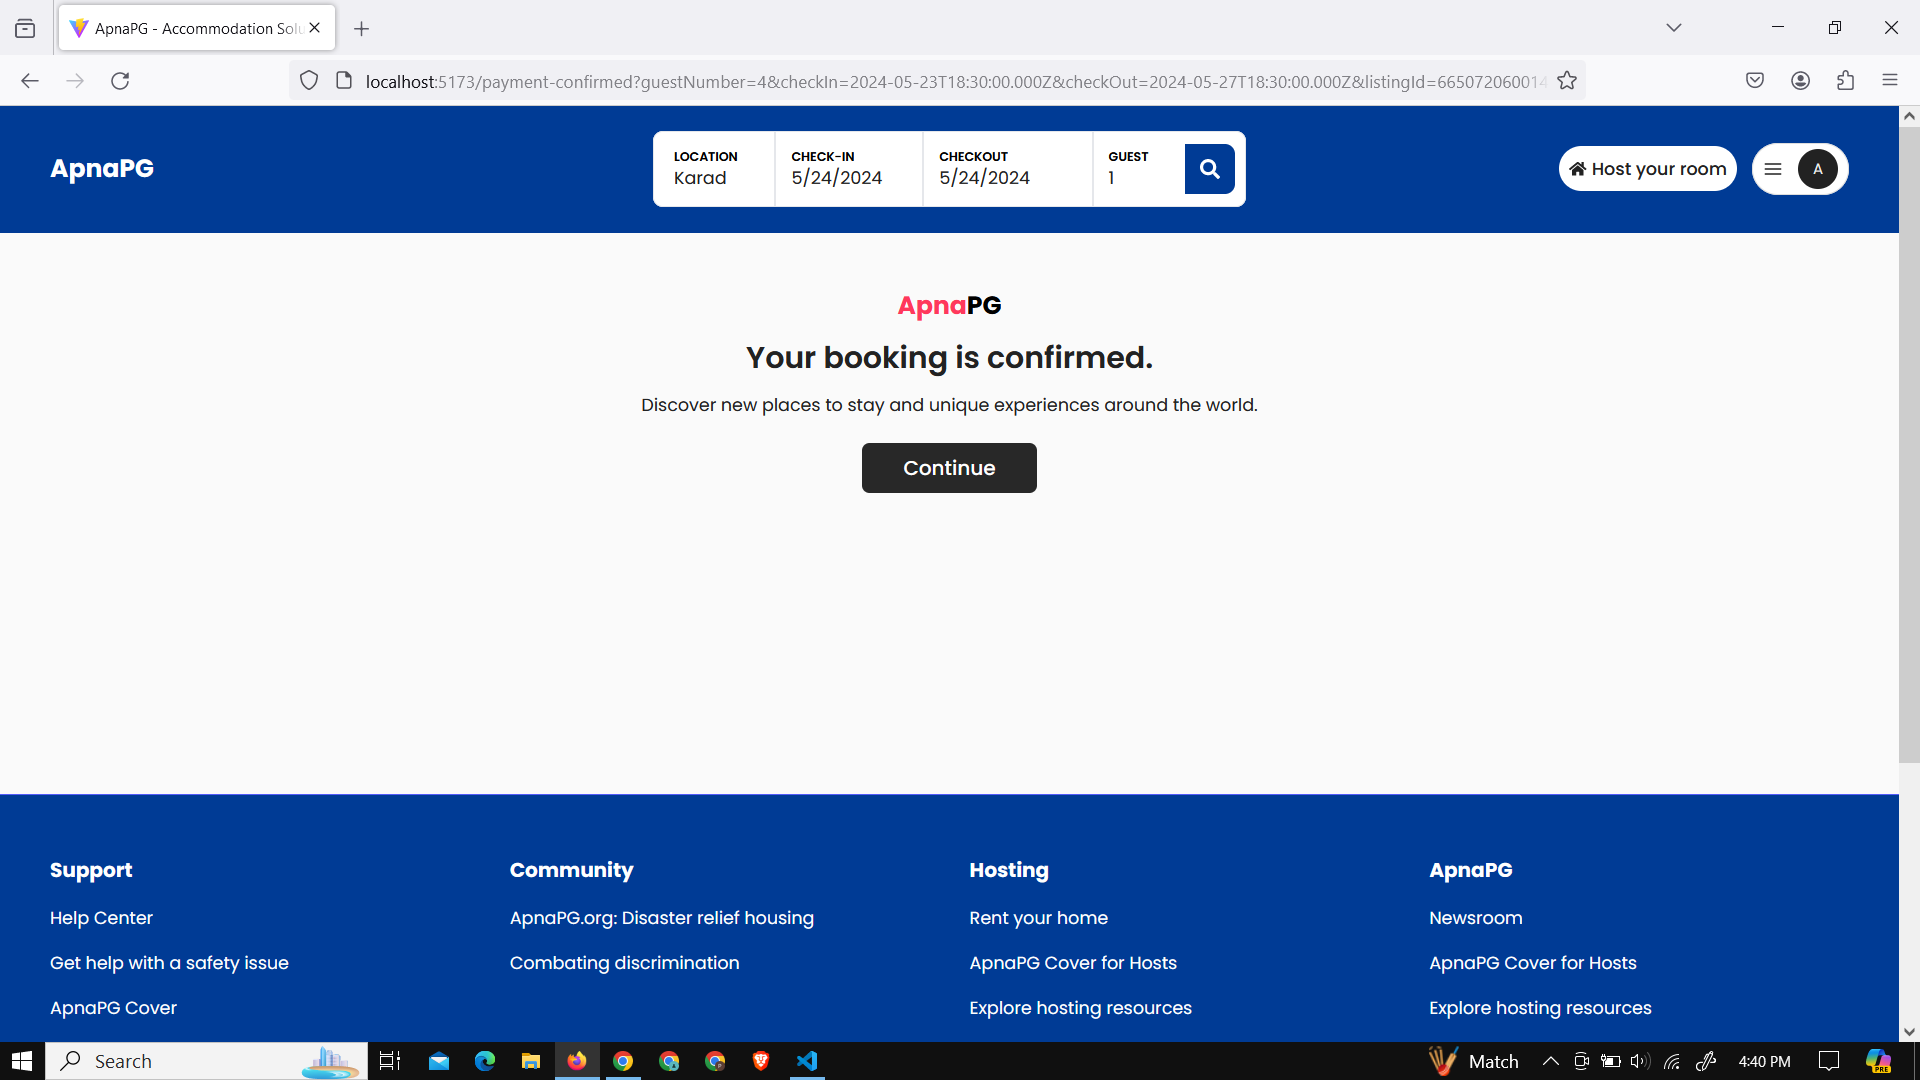 ApnaPG - Accommodation Solu
localhost:5173/payment-confirmed?guestNumber=4&checkIn=2024-05-23T18:30:00.000Z&checkOut=2024-05-27T18:30:00.000Z&listingId=665072060014
ApnaPG
LOCATION
Karad
CHECK-IN
5/24/2024
CHECKOUT
5/24/2024
GUEST
1
Host your room
A
ApnaPG
Your booking is confirmed.
Discover new places to stay and unique experiences around the world.
Continue
Support
Help Center
Get help with a safety issue
ApnaPG Cover
Community
ApnaPG.org: Disaster relief housing
Combating discrimination
Hosting
Rent your home
ApnaPG Cover for Hosts
Explore hosting resources
ApnaPG
Newsroom
ApnaPG Cover for Hosts
Explore hosting resources
Search
Match
4:40 PM
PRE